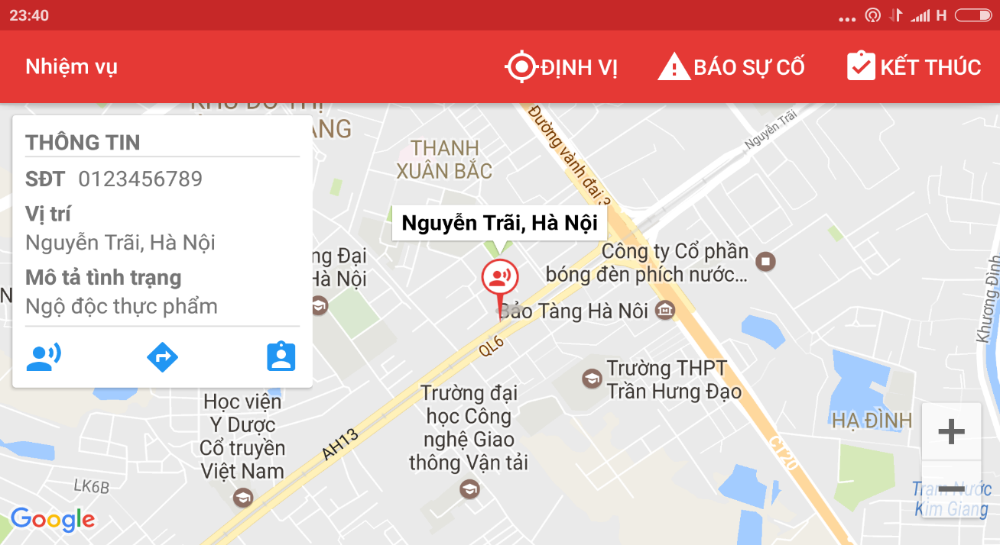 23:40
H
Nhiệm vụ
ĐỊNH VỊ
BÁO SỰ CỐ
KẾT THÚC
THÔNG TIN
SĐT 0123456789
Vị trí
Nguyễn Trãi, Hà Nội
Mô tả tình trạng
Ngộ độc thực phẩm
THANH
XUÂN BẮC
Đường vành đai 3
Nguyễn Trãi
Nguyễn Trãi, Hà Nội
Công ty Cổ phần
bóng đèn phích nước...
Hà Nội
Bảo Tàng Hà Nôi
Khương Đình
QL6
Trường THPT
Trần Hưng Đạo
Học viện
Y Dược
Cổ truyền
Việt Nam
Trường đại
học Công
nghệ Giao
thông Vận tải
HẠ ĐÌNH
AH13
CT20
LK6B
Trạm Nước
Kim Giang
Google